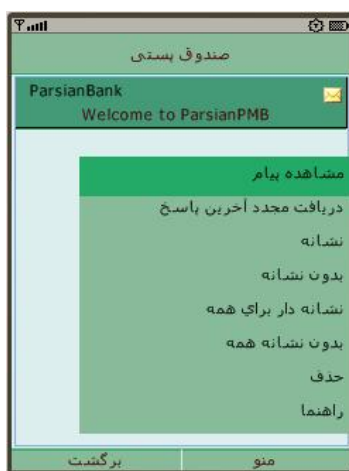 صندوق پستی
ParsianBank
Welcome to ParsianPMB
مشاهده پیام
دریافت مجدد آخرین پاسخ
نشانه
بدون نشانه
نشانه دار براي همه
بدون نشانه همه
حذف
راهنما
منو
برگشت